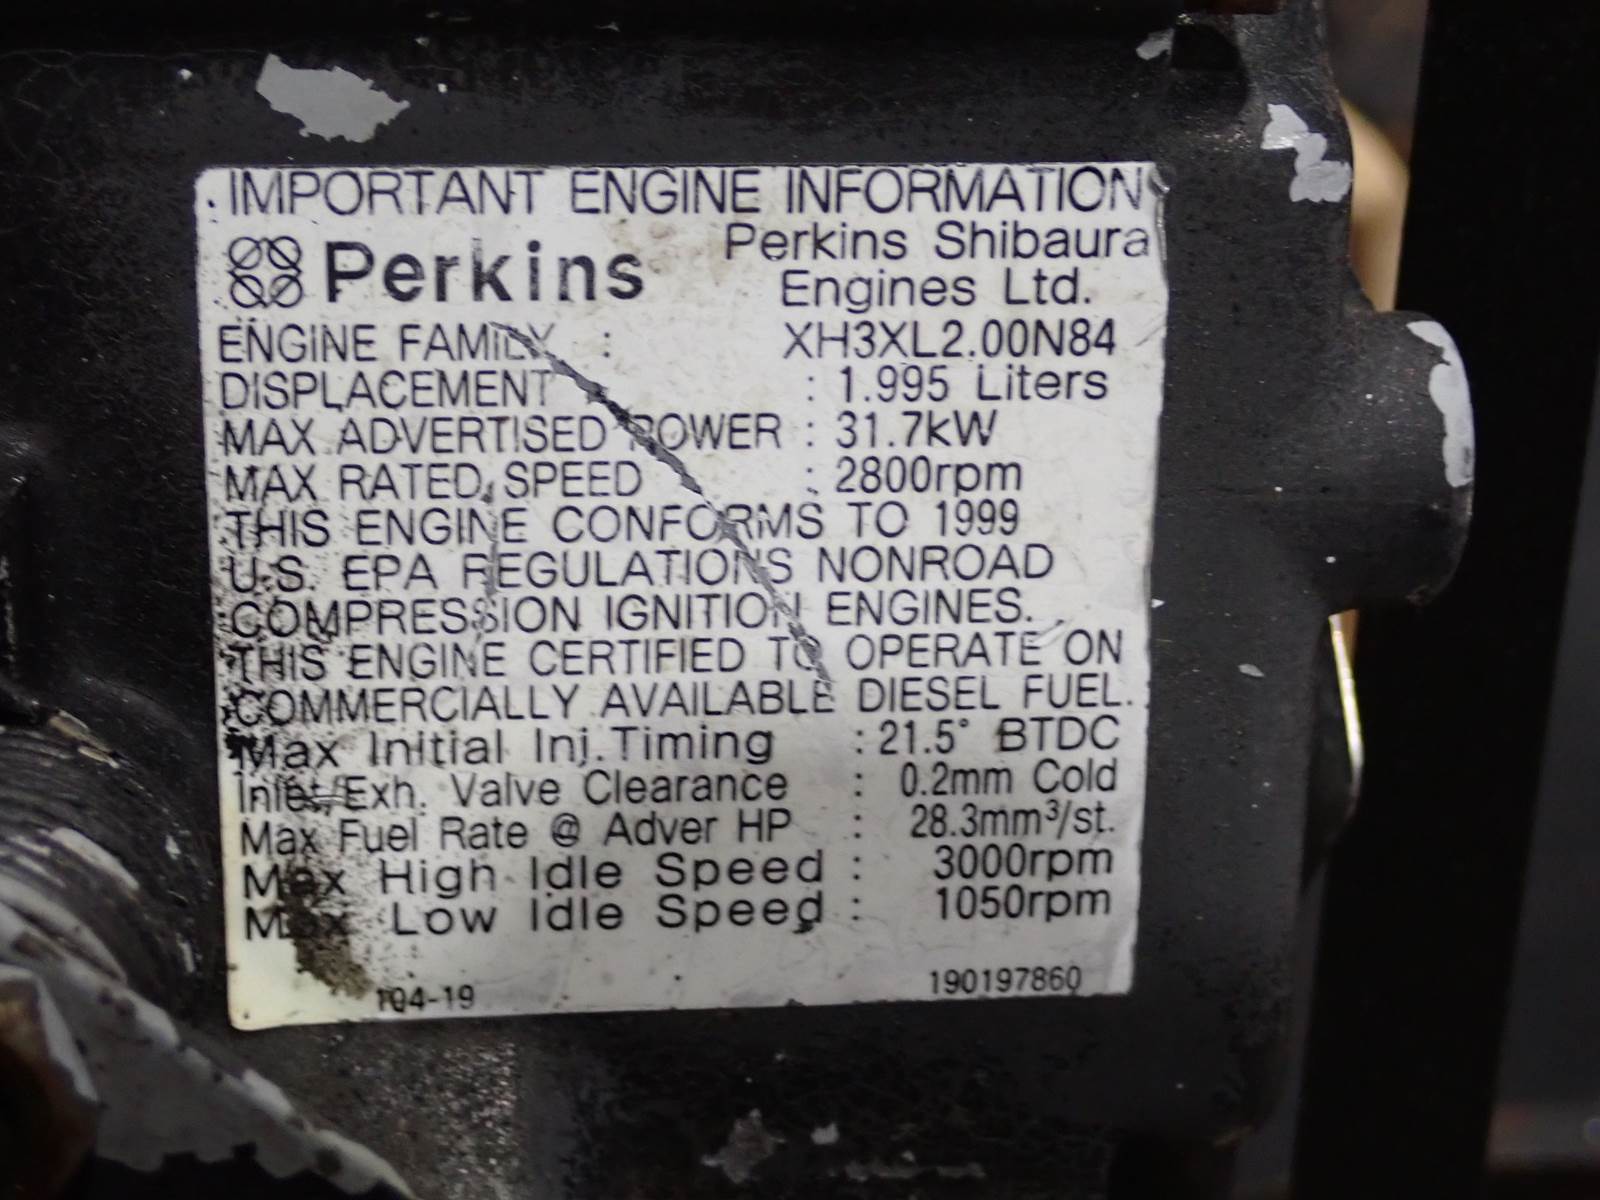 IMPORTANT ENGINE INFORMATION
Perkins
Perkins Shibaura
Engines Ltd.
ENGINE FAMILY : XH3XL2.00N84
DISPLACEMENT : 1.995 Liters
MAX ADVERTISED POWER : 31.7kW
MAX RATED SPEED : 2800rpm
THIS ENGINE CONFORMS TO 1999
U.S. EPA REGULATIONS NONROAD
COMPRESSION IGNITION ENGINES.
THIS ENGINE CERTIFIED TO OPERATE ON
COMMERCIALLY AVAILABLE DIESEL FUEL.
Max Initial Inj. Timing : 21.5° BTDC
Inlet/Exh. Valve Clearance : 0.2mm Cold
Max Fuel Rate @ Adver HP : 28.3mm³/st.
Max High Idle Speed : 3000rpm
Max Low Idle Speed : 1050rpm
104-19 190197860